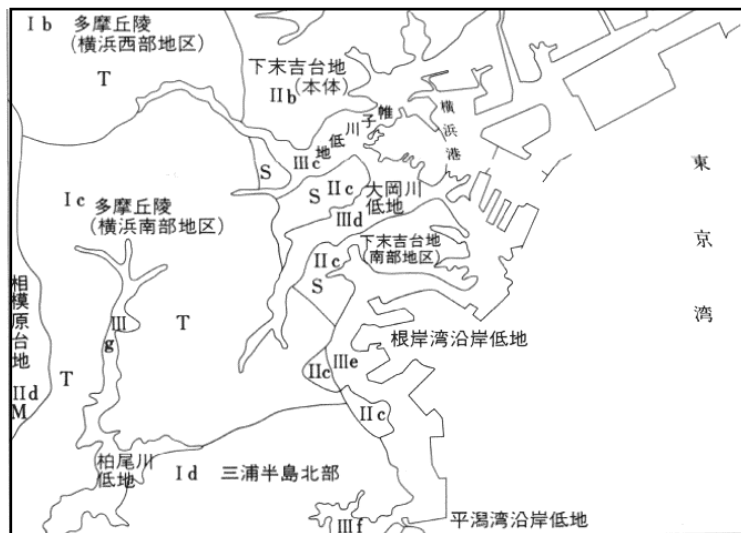 Ⅰb 多摩丘陵
(横浜西部地区)
T
下末吉台地
(本体)
Ⅱb
帷子川低地
Ⅲc
横浜港
S
Ⅱc
S
大岡川
低地
Ⅲd
Ⅰc 多摩丘陵
(横浜南部地区)
下末吉台地
(南部地区)
Ⅱc
S
東京湾
相模原台地
Ⅱd
M
Ⅲg
T
T
根岸湾沿岸低地
Ⅲe
Ⅱc
Ⅱc
柏尾川
低地
Ⅰd 三浦半島北部
Ⅲf
平潟湾沿岸低地